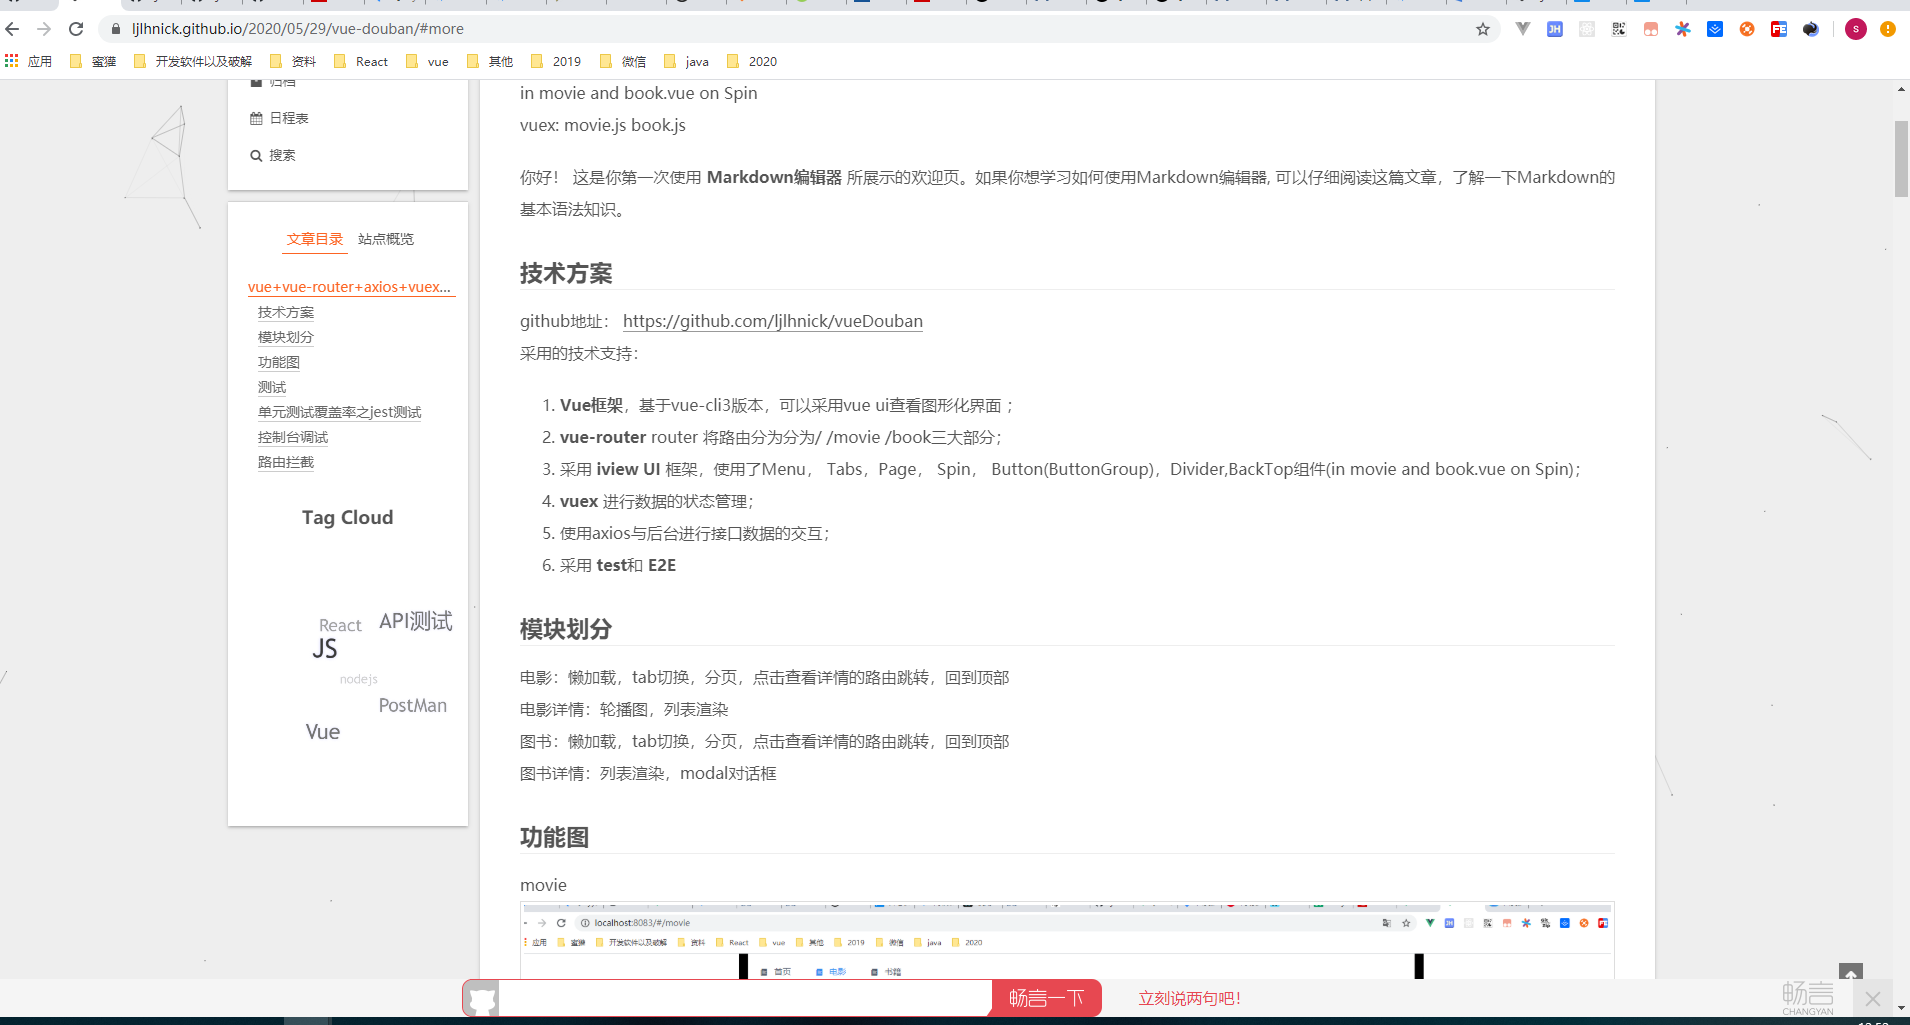 ljlhnick.github.io/2020/05/29/vue-douban/#more
应用 蜜獾 开发软件以及破解 资料 React vue 其他 2019 微信 java 2020
归档
日程表
搜索
文章目录 站点概览
vue+vue-router+axios+vuex...
技术方案
模块划分
功能图
测试
单元测试覆盖率之jest测试
控制台调试
路由拦截
Tag Cloud
React
API测试
JS
nodejs
PostMan
Vue
in movie and book.vue on Spin
vuex: movie.js book.js
你好！ 这是你第一次使用 Markdown编辑器 所展示的欢迎页。如果你想学习如何使用Markdown编辑器, 可以仔细阅读这篇文章，了解一下Markdown的
基本语法知识。
技术方案
github地址： https://github.com/ljlhnick/vueDouban
采用的技术支持：
1. Vue框架，基于vue-cli3版本，可以采用vue ui查看图形化界面 ;
2. vue-router router 将路由分为分为/ /movie /book三大部分；
3. 采用 iview UI 框架，使用了Menu， Tabs，Page， Spin， Button(ButtonGroup)，Divider,BackTop组件(in movie and book.vue on Spin)；
4. vuex 进行数据的状态管理；
5. 使用axios与后台进行接口数据的交互；
6. 采用 test和 E2E
模块划分
电影：懒加载，tab切换，分页，点击查看详情的路由跳转，回到顶部
电影详情：轮播图，列表渲染
图书：懒加载，tab切换，分页，点击查看详情的路由跳转，回到顶部
图书详情：列表渲染，modal对话框
功能图
movie
localhost:8083/#/movie
应用 蜜獾 开发软件以及破解 资料 React vue 其他 2019 微信 java 2020
首页 电影 书籍
畅言一下 立刻说两句吧！
畅言
CHANGYAN